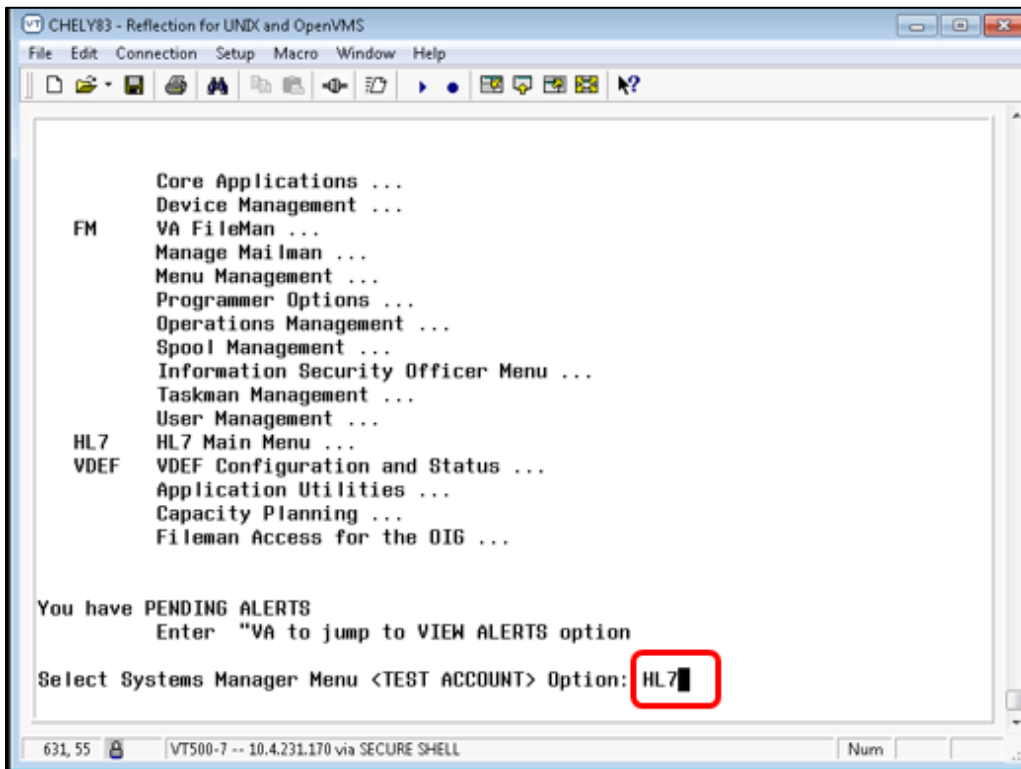 VT CHELY83 - Reflection for UNIX and OpenVMS
File Edit Connection Setup Macro Window Help
Core Applications ...
Device Management ...
FM VA FileMan ...
Manage Mailman ...
Menu Management ...
Programmer Options ...
Operations Management ...
Spool Management ...
Information Security Officer Menu ...
Taskman Management ...
User Management ...
HL7 HL7 Main Menu ...
VDEF VDEF Configuration and Status ...
Application Utilities ...
Capacity Planning ...
Fileman Access for the OIG ...
You have PENDING ALERTS
Enter "VA to jump to VIEW ALERTS option
Select Systems Manager Menu <TEST ACCOUNT> Option: HL7
631, 55 VT500-7 -- 10.4.231.170 via SECURE SHELL Num